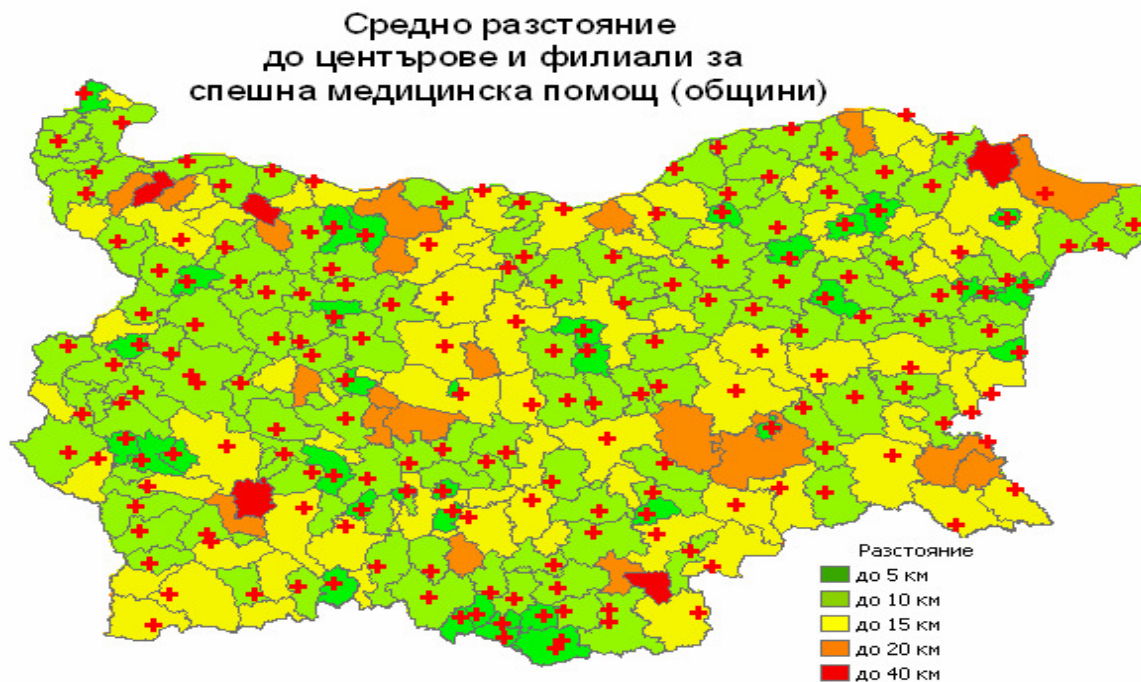 Средно разстояние
до центърове и филиали за
спешна медицинска помощ (общини)
Разстояние
до 5 км
до 10 км
до 15 км
до 20 км
до 40 км